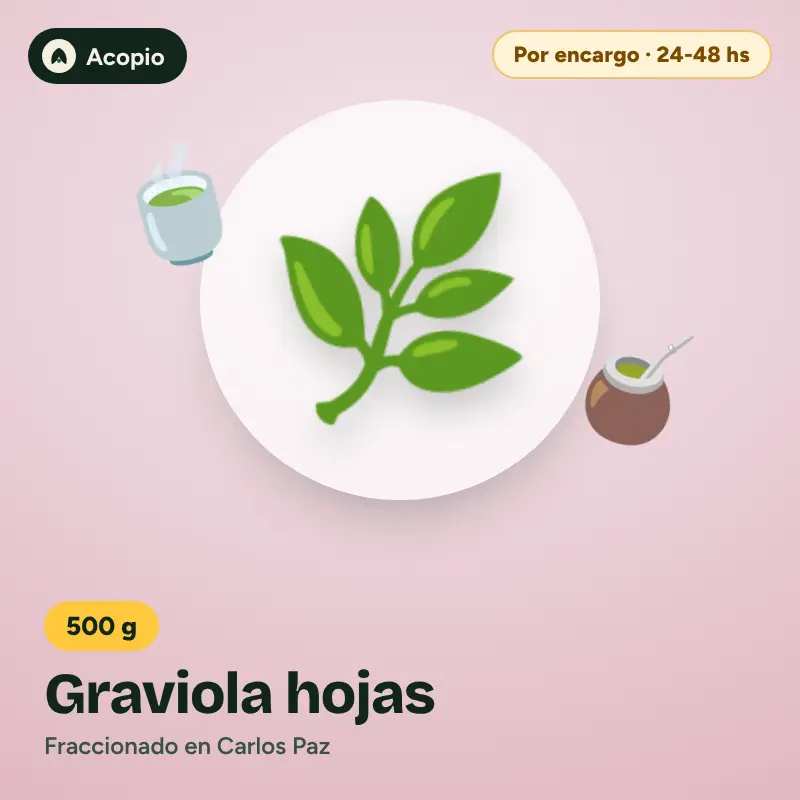 Acopio
Por encargo · 24-48 hs
500 g
Graviola hojas
Fraccionado en Carlos Paz